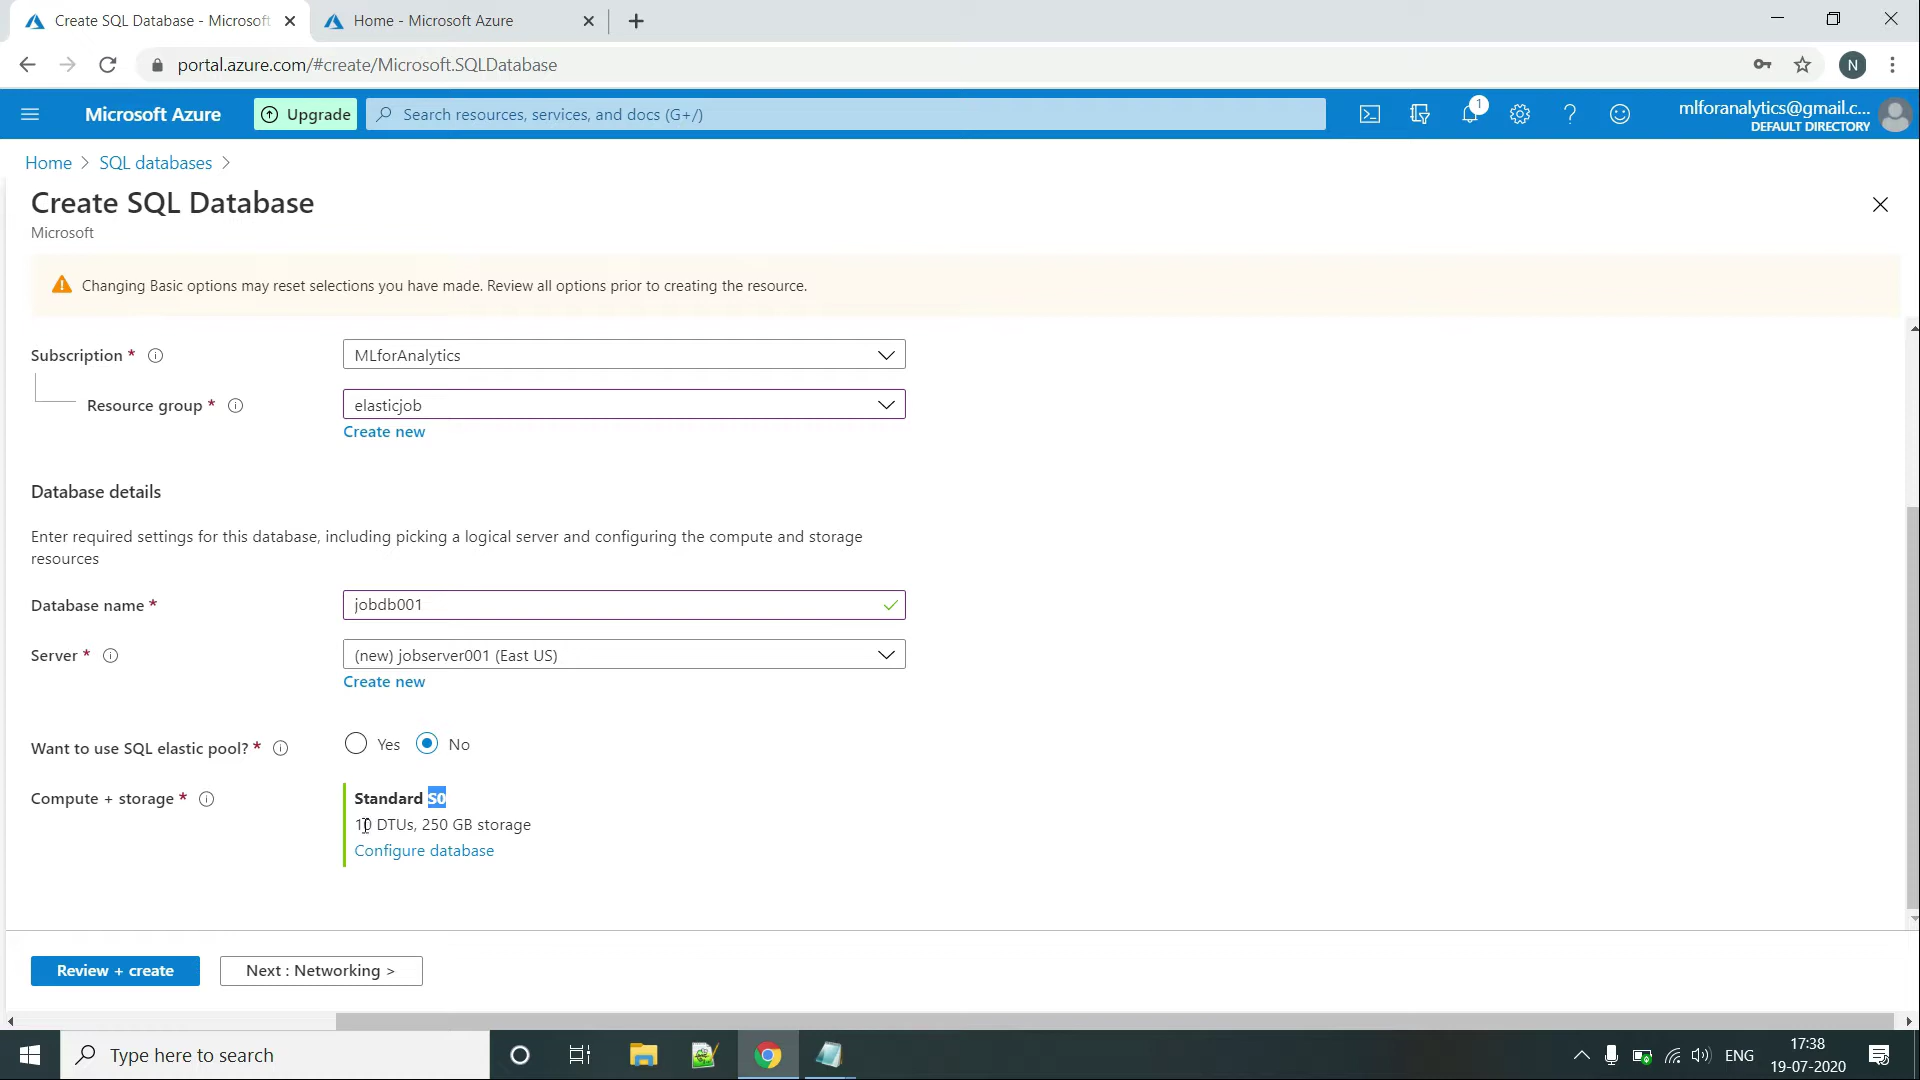 Create SQL Database - Microsoft
Home - Microsoft Azure
portal.azure.com/#create/Microsoft.SQLDatabase
N
Microsoft Azure
Upgrade
Search resources, services, and docs (G+/)
1
mlforanalytics@gmail.c...
DEFAULT DIRECTORY
Home > SQL databases >
Create SQL Database
Microsoft
Changing Basic options may reset selections you have made. Review all options prior to creating the resource.
Subscription *
MLforAnalytics
Resource group *
elasticjob
Create new
Database details
Enter required settings for this database, including picking a logical server and configuring the compute and storage
resources
Database name *
jobdb001
Server *
(new) jobserver001 (East US)
Create new
Want to use SQL elastic pool? *
Yes
No
Compute + storage *
Standard S0
10 DTUs, 250 GB storage
Configure database
Review + create
Next : Networking >
Type here to search
ENG
17:38
19-07-2020